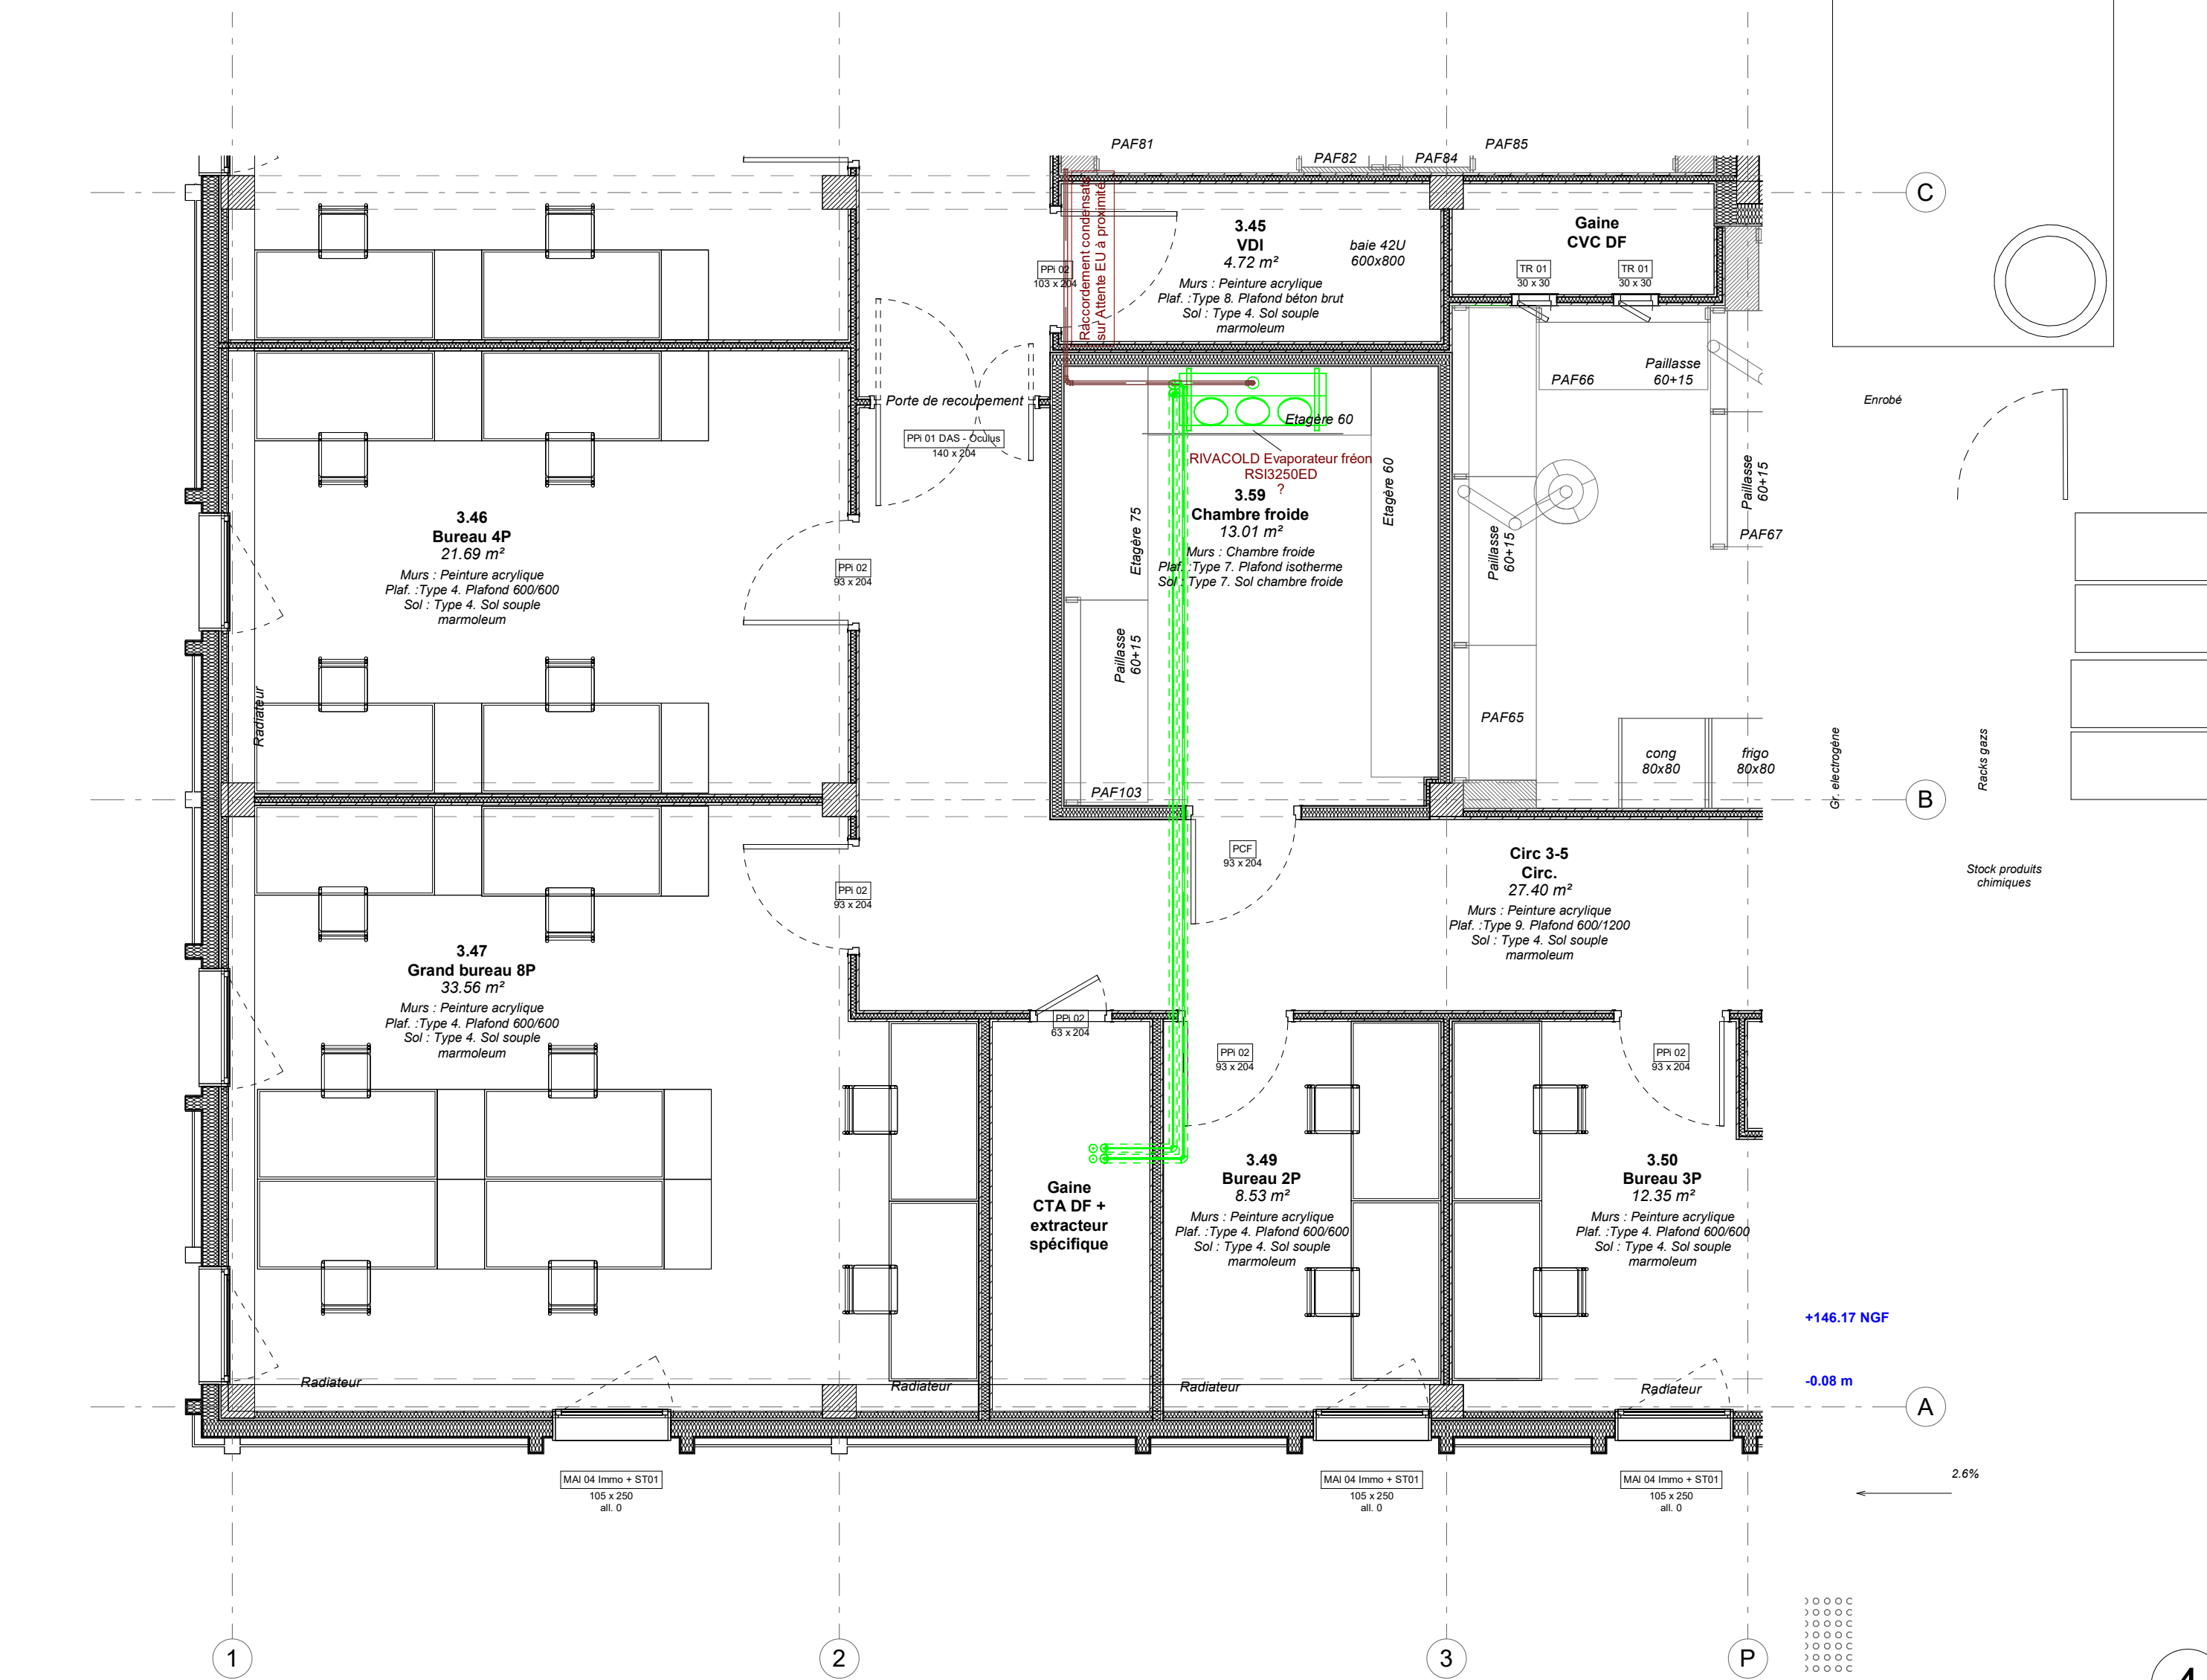 PAF81
PAF82
PAF84
PAF85
C
Raccordement condensats
sur Attente EU à proximité
3.45
VDI
4.72 m²
Murs : Peinture acrylique
Plaf. :Type 8. Plafond béton brut
Sol : Type 4. Sol souple
marmoleum
baie 42U
600x800
Gaine
CVC DF
TR 01
30 x 30
TR 01
30 x 30
PPi 02
103 x 204
Porte de recoupement
PPi 01 DAS - Oculus
140 x 204
Etagère 60
RIVACOLD Evaporateur fréon
RSI3250ED
?
3.59
Chambre froide
13.01 m²
Murs : Chambre froide
Plaf. :Type 7. Plafond isotherme
Sol : Type 7. Sol chambre froide
Etagère 75
Etagère 60
Paillasse
60+15
PAF103
PAF66
Paillasse
60+15
Paillasse
60+15
PAF67
Paillasse
60+15
PAF65
cong
80x80
frigo
80x80
Enrobé
Gr. electrogène
Racks gazs
Stock produits
chimiques
3.46
Bureau 4P
21.69 m²
Murs : Peinture acrylique
Plaf. :Type 4. Plafond 600/600
Sol : Type 4. Sol souple
marmoleum
Radiateur
PPi 02
93 x 204
B
PCF
93 x 204
Circ 3-5
Circ.
27.40 m²
Murs : Peinture acrylique
Plaf. :Type 9. Plafond 600/1200
Sol : Type 4. Sol souple
marmoleum
PPi 02
93 x 204
3.47
Grand bureau 8P
33.56 m²
Murs : Peinture acrylique
Plaf. :Type 4. Plafond 600/600
Sol : Type 4. Sol souple
marmoleum
PPi 02
63 x 204
PPi 02
93 x 204
PPi 02
93 x 204
Gaine
CTA DF +
extracteur
spécifique
3.49
Bureau 2P
8.53 m²
Murs : Peinture acrylique
Plaf. :Type 4. Plafond 600/600
Sol : Type 4. Sol souple
marmoleum
3.50
Bureau 3P
12.35 m²
Murs : Peinture acrylique
Plaf. :Type 4. Plafond 600/600
Sol : Type 4. Sol souple
marmoleum
+146.17 NGF
-0.08 m
Radiateur
Radiateur
Radiateur
Radiateur
A
MAI 04 Immo + ST01
105 x 250
all. 0
MAI 04 Immo + ST01
105 x 250
all. 0
MAI 04 Immo + ST01
105 x 250
all. 0
2.6%
1
2
3
P